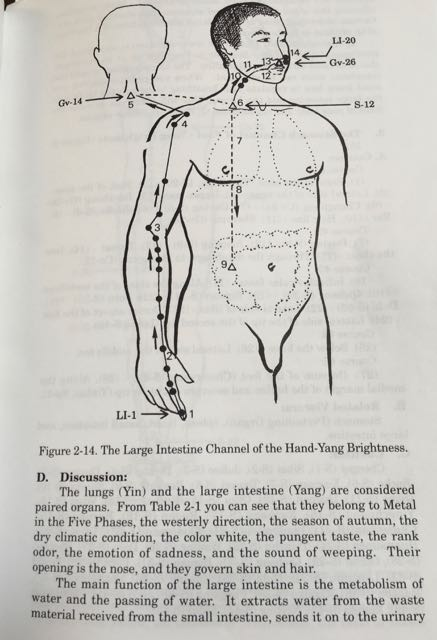 LI-20
Gv-26
S-12
Gv-14
14
13
11
12
10
6
5
4
7
8
3
9
2
LI-1
1
Figure 2-14. The Large Intestine Channel of the Hand-Yang Brightness.
D. Discussion:
The lungs (Yin) and the large intestine (Yang) are considered
paired organs. From Table 2-1 you can see that they belong to Metal
in the Five Phases, the westerly direction, the season of autumn, the
dry climatic condition, the color white, the pungent taste, the rank
odor, the emotion of sadness, and the sound of weeping. Their
opening is the nose, and they govern skin and hair.
The main function of the large intestine is the metabolism of
water and the passing of water. It extracts water from the waste
material received from the small intestine, sends it on to the urinary